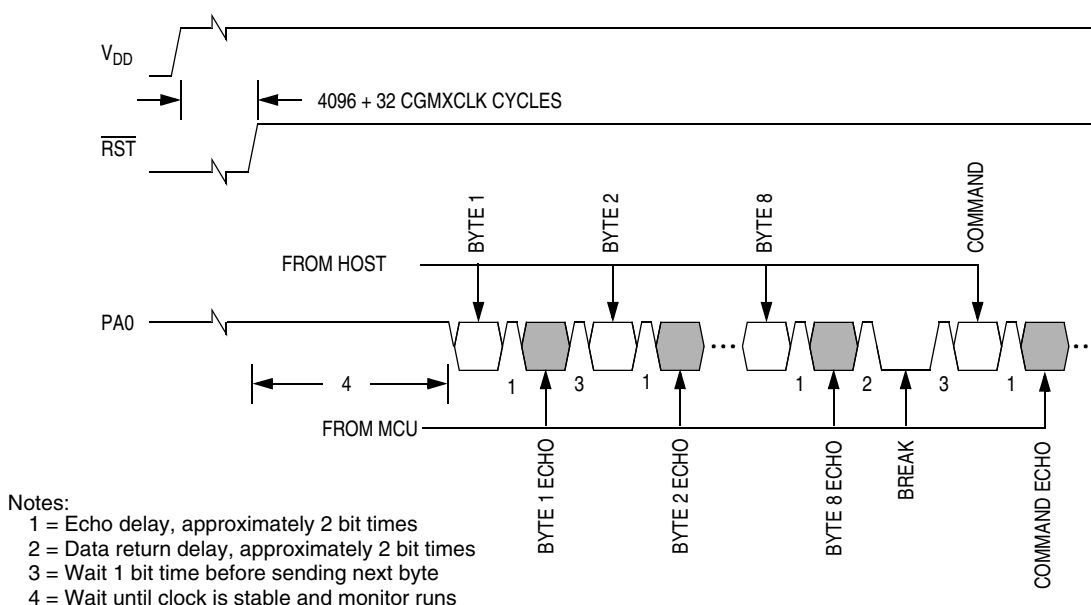 VDD
4096 + 32 CGMXCLK CYCLES
RST
BYTE 1
BYTE 2
BYTE 8
COMMAND
FROM HOST
PA0
4
1
3
1
1
2
3
1
FROM MCU
BYTE 1 ECHO
BYTE 2 ECHO
BYTE 8 ECHO
BREAK
COMMAND ECHO
Notes:
1 = Echo delay, approximately 2 bit times
2 = Data return delay, approximately 2 bit times
3 = Wait 1 bit time before sending next byte
4 = Wait until clock is stable and monitor runs